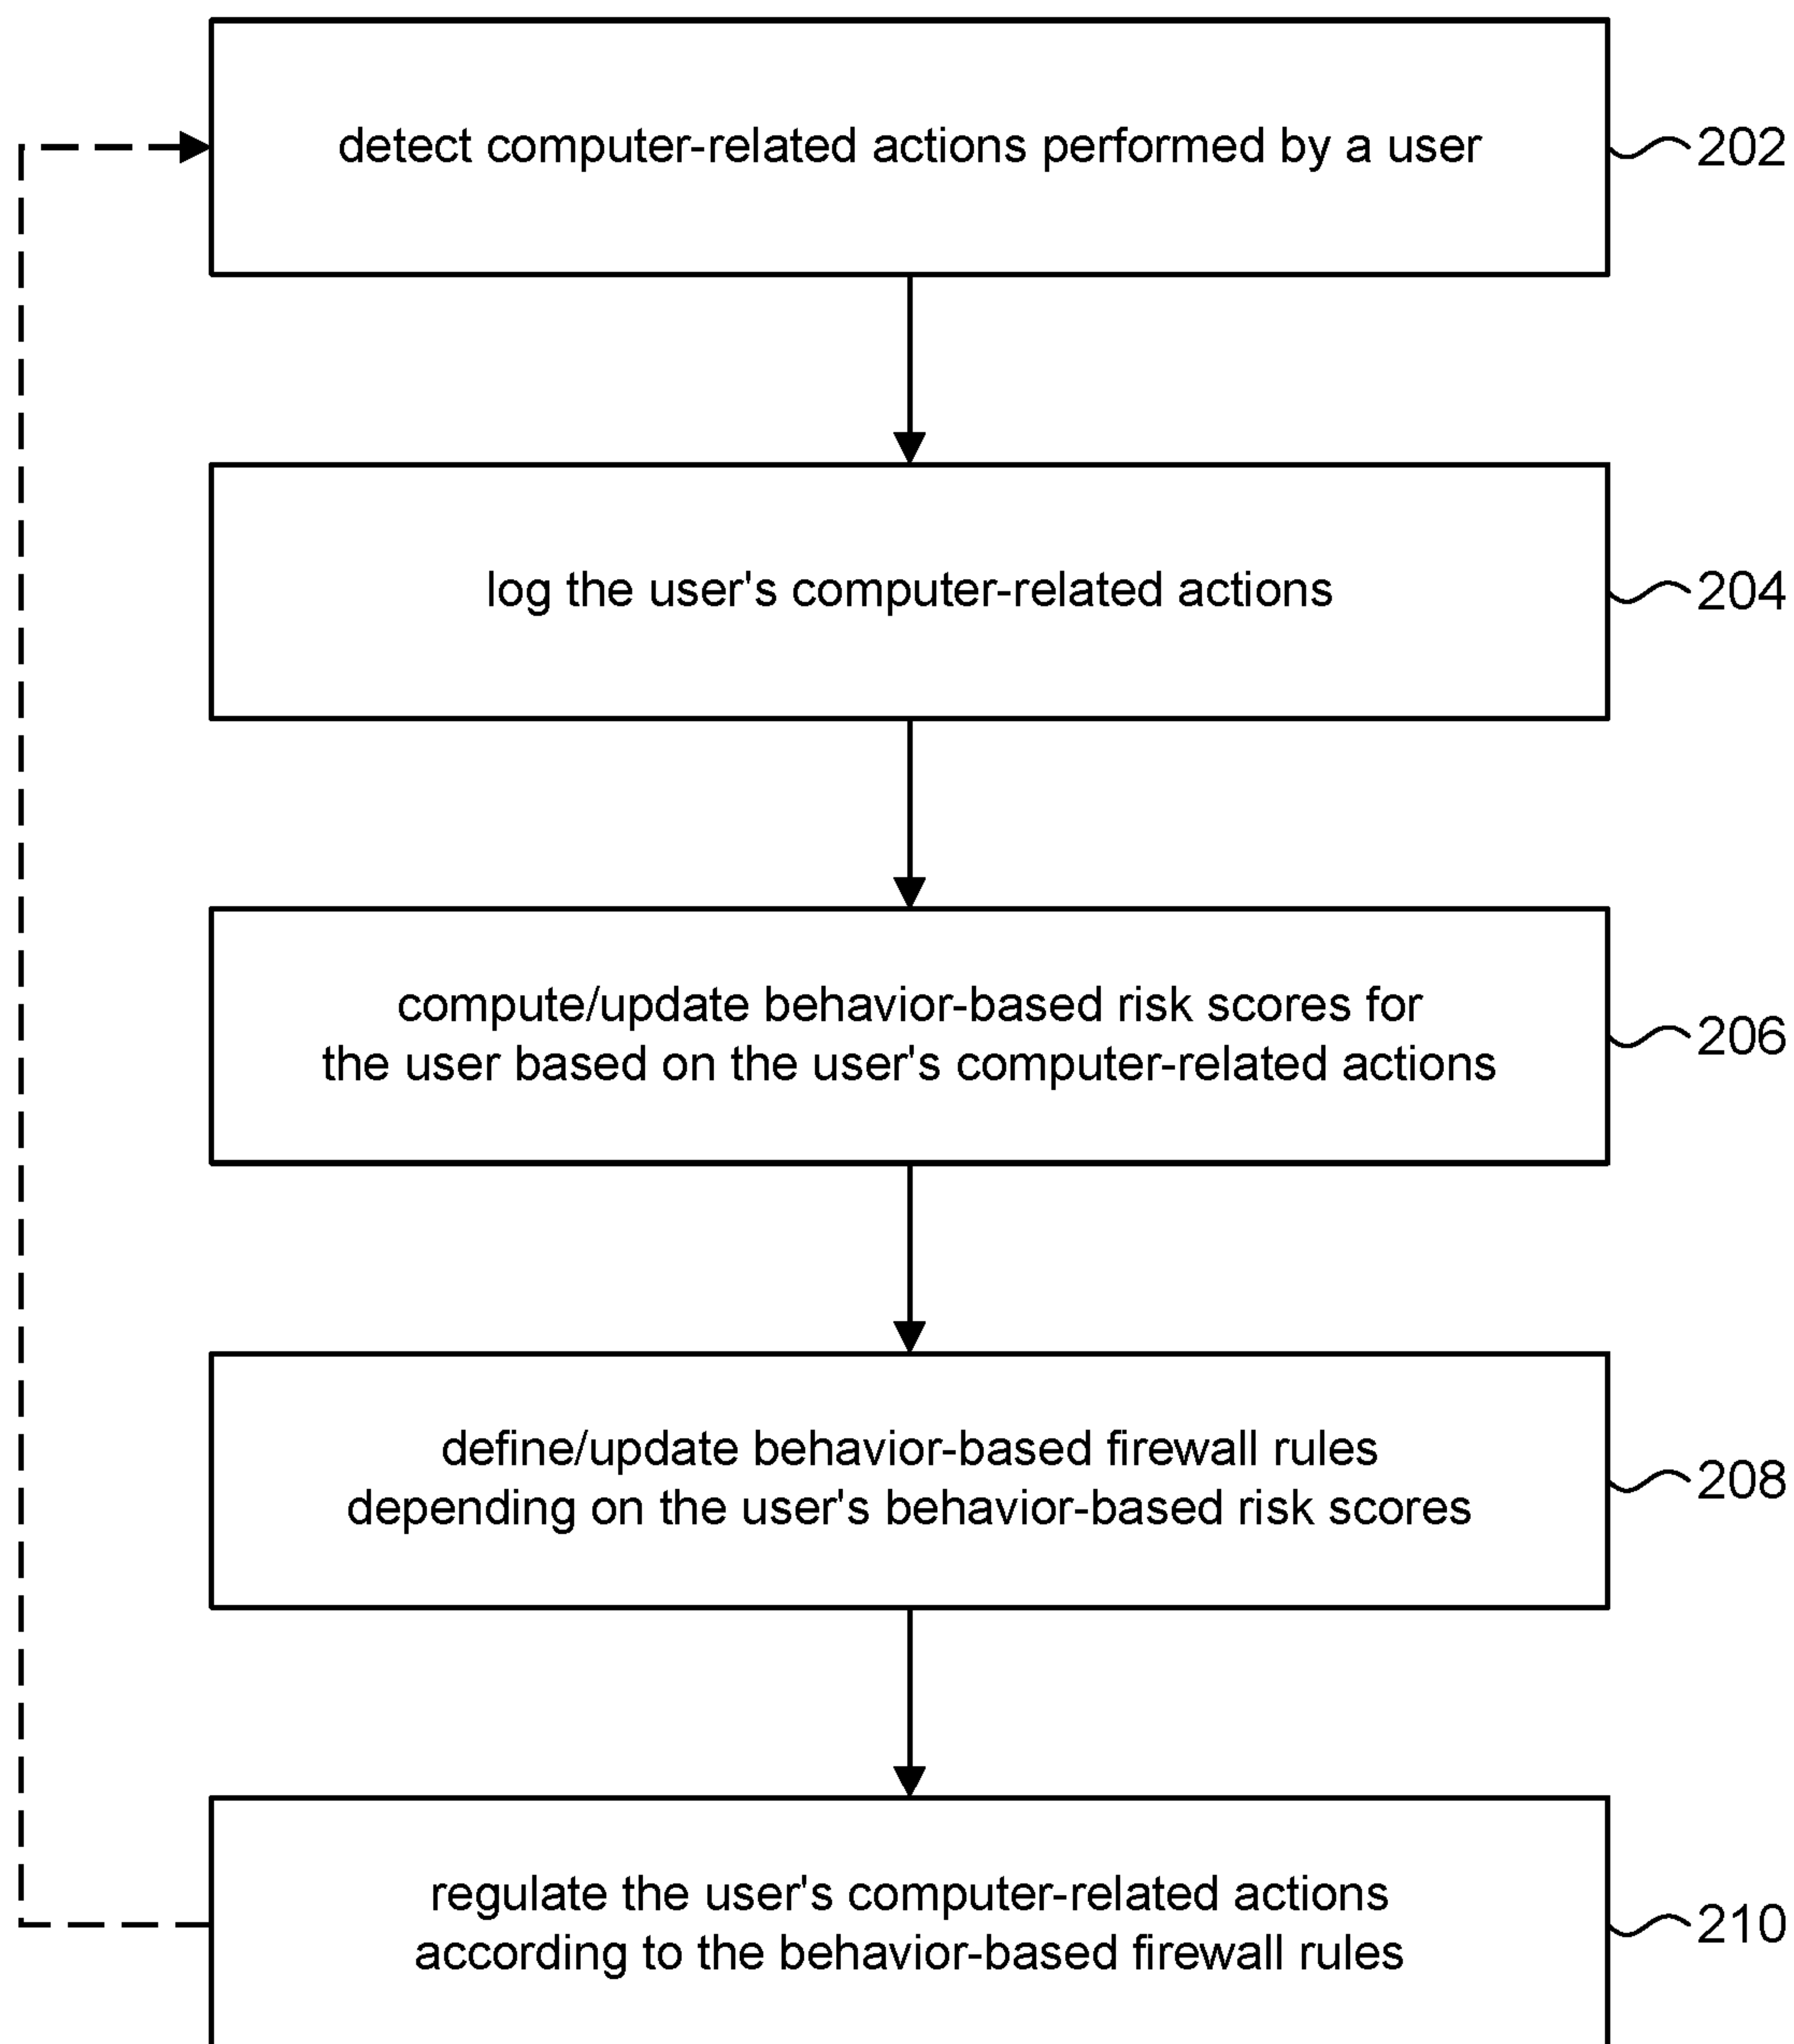 detect computer-related actions performed by a user
202
log the user's computer-related actions
204
compute/update behavior-based risk scores for
the user based on the user's computer-related actions
206
define/update behavior-based firewall rules
depending on the user's behavior-based risk scores
208
regulate the user's computer-related actions
according to the behavior-based firewall rules
210